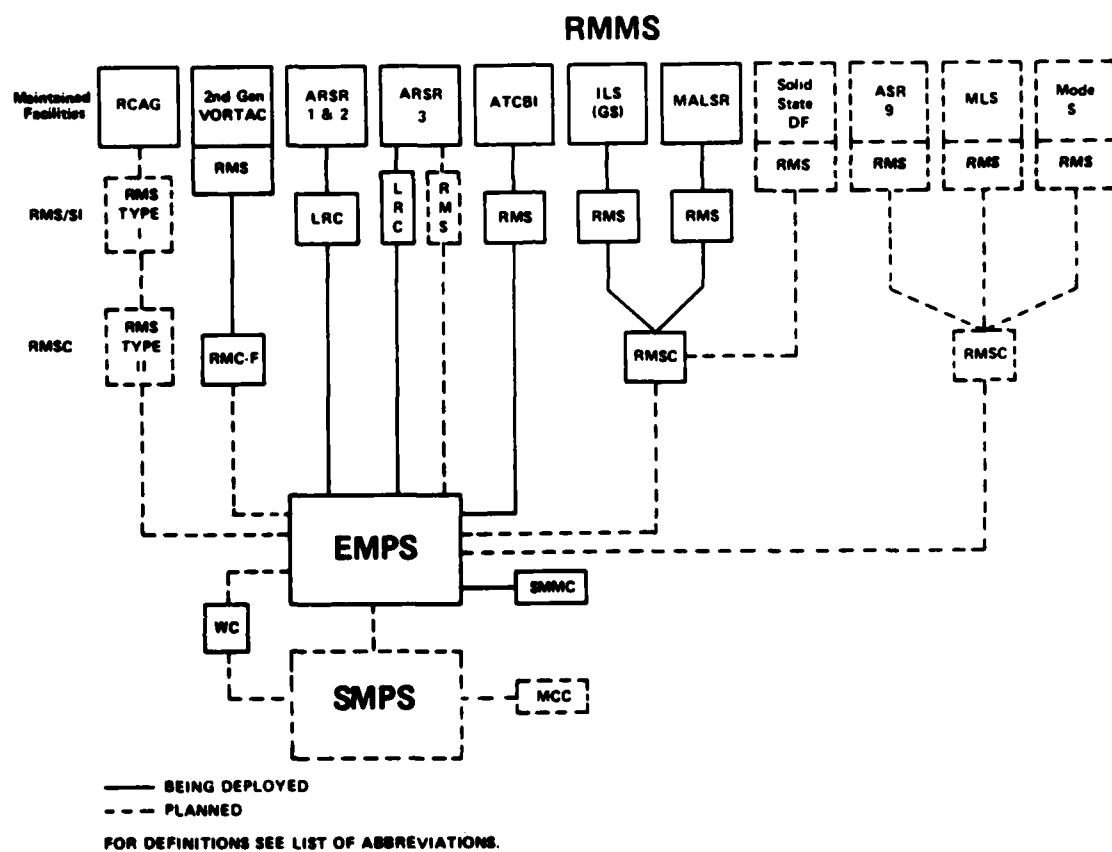 RMMS
Maintained
Facilities
RCAG
2nd Gen
VORTAC
RMS
ARSR
1 & 2
ARSR
3
ATCBI
ILS
(GS)
MALSR
Solid
State
DF
RMS
ASR
9
RMS
MLS
RMS
Mode
S
RMS
RMS/SI
RMS
TYPE
I
LRC
L
R
C
R
M
S
RMS
RMS
RMS
RMSC
RMS
TYPE
II
RMC-F
RMSC
RMSC
EMPS
SMMC
WC
SMPS
MCC
BEING DEPLOYED
PLANNED
FOR DEFINITIONS SEE LIST OF ABBREVIATIONS.